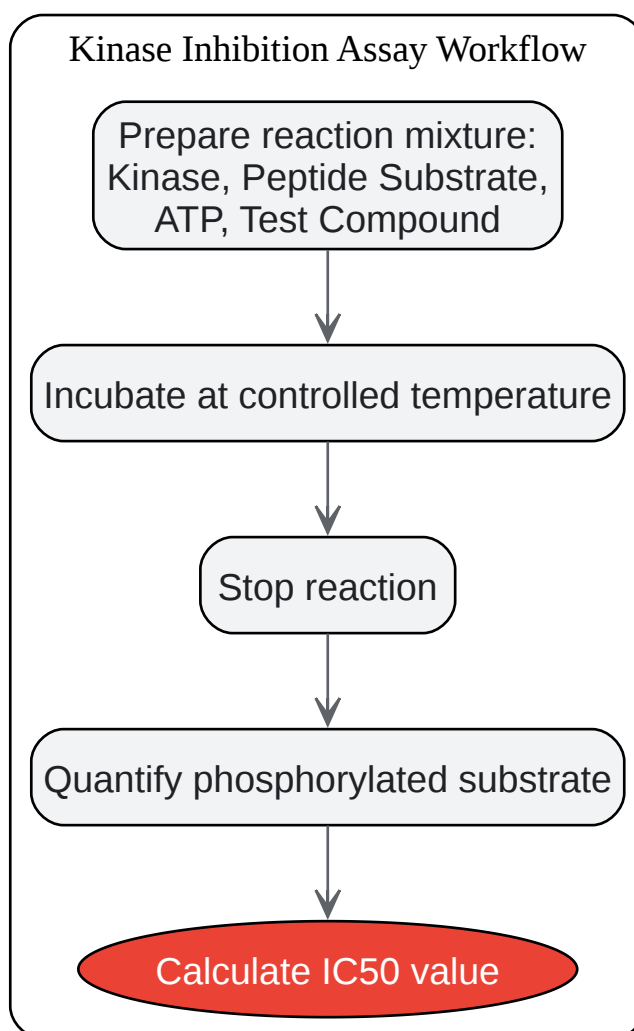 Kinase Inhibition Assay Workflow
Prepare reaction mixture:
Kinase, Peptide Substrate,
ATP, Test Compound
Incubate at controlled temperature
Stop reaction
Quantify phosphorylated substrate
Calculate IC50 value